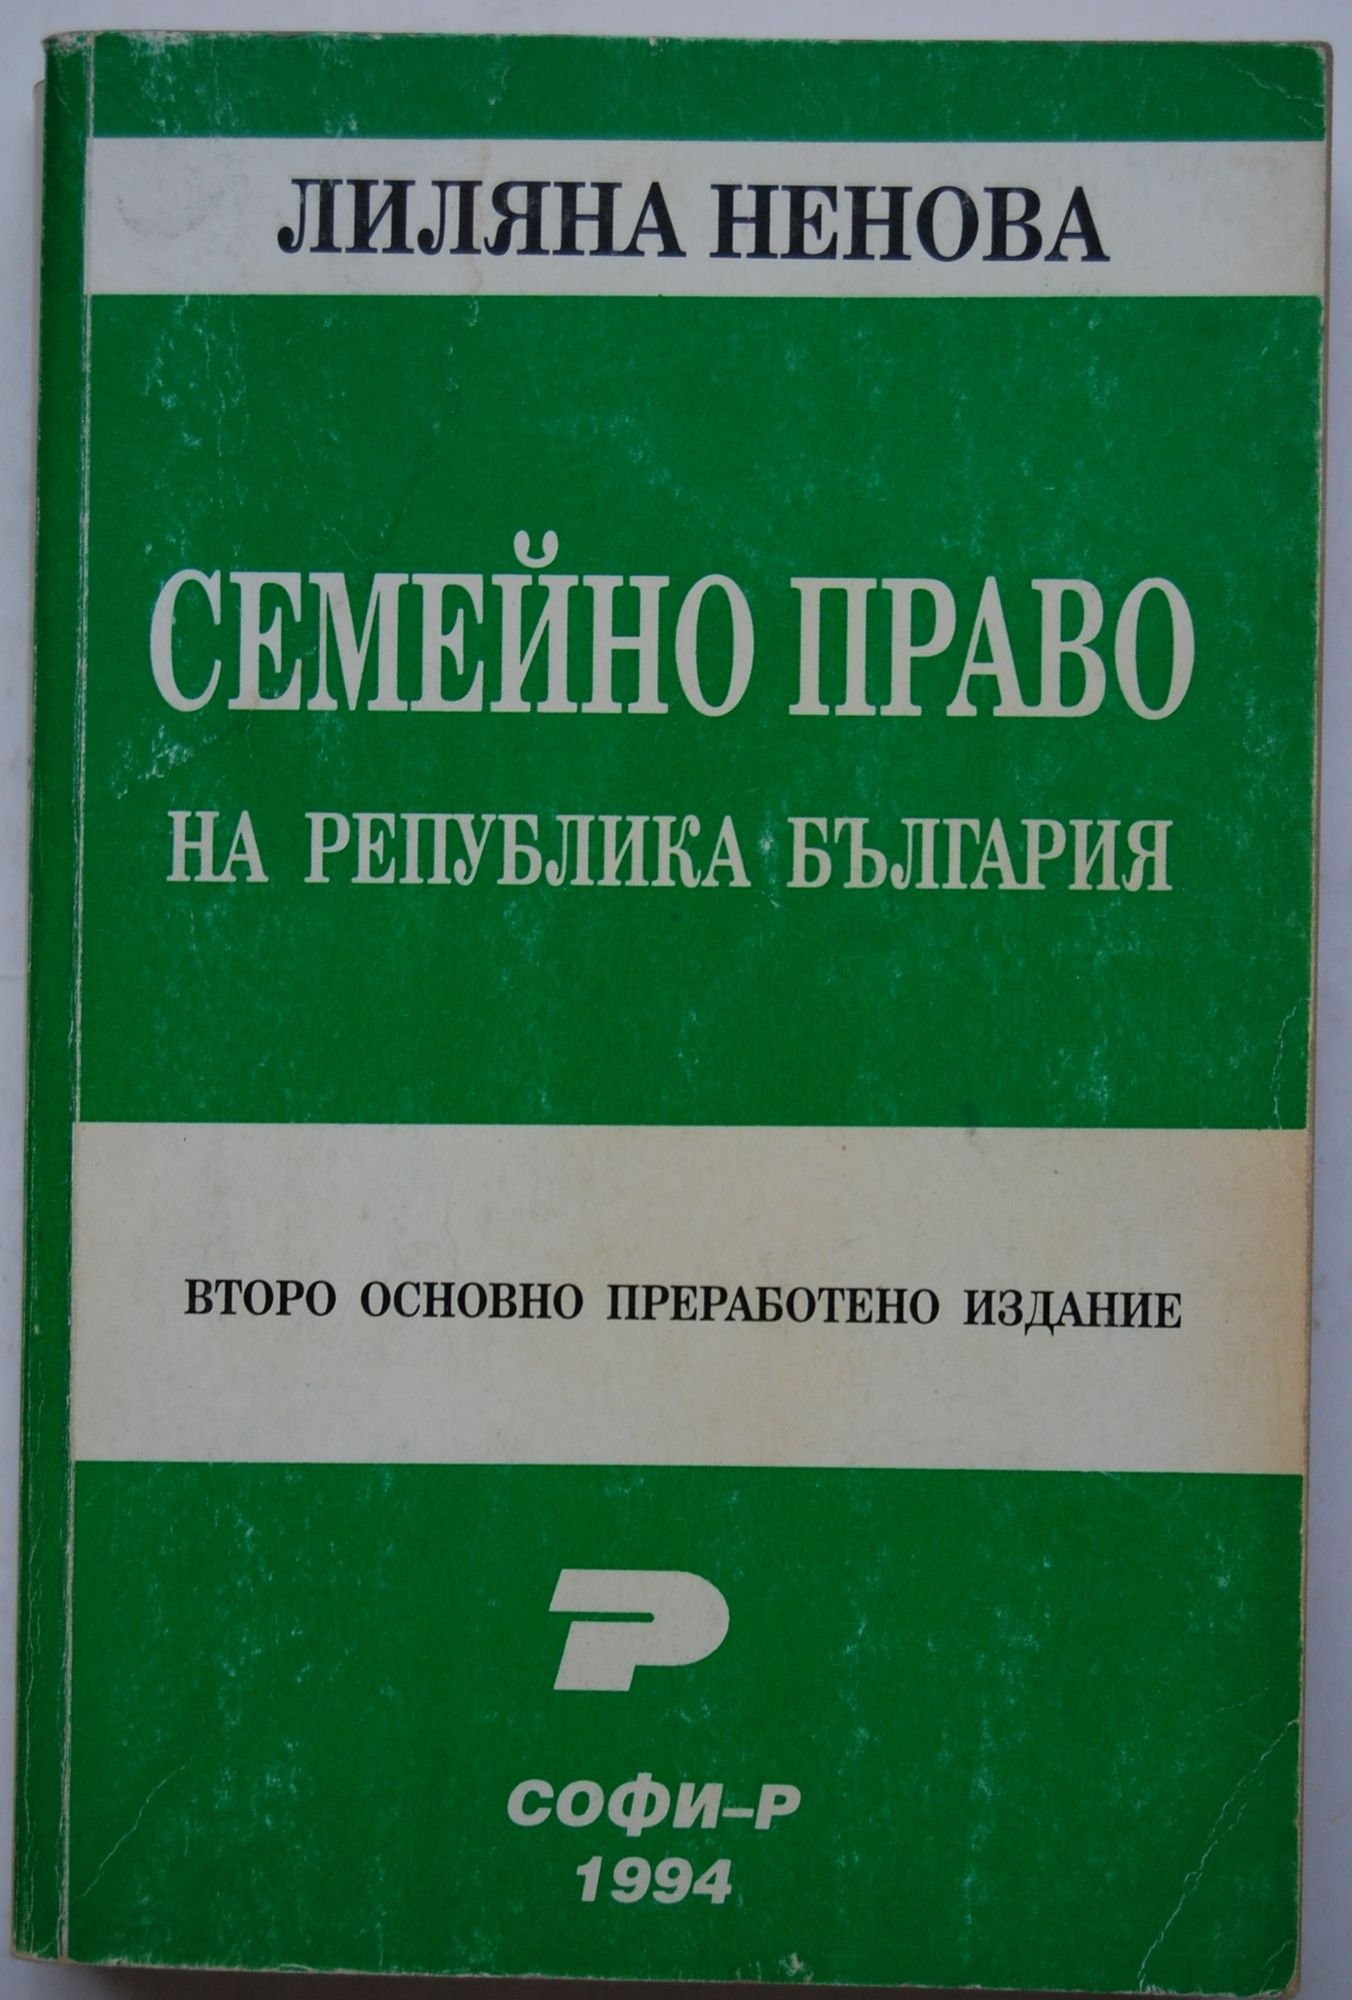 ЛИЛЯНА НЕНОВА
СЕМЕЙНО ПРАВО
НА РЕПУБЛИКА БЪЛГАРИЯ
ВТОРО ОСНОВНО ПРЕРАБОТЕНО ИЗДАНИЕ
Р
СОФИ-Р
1994